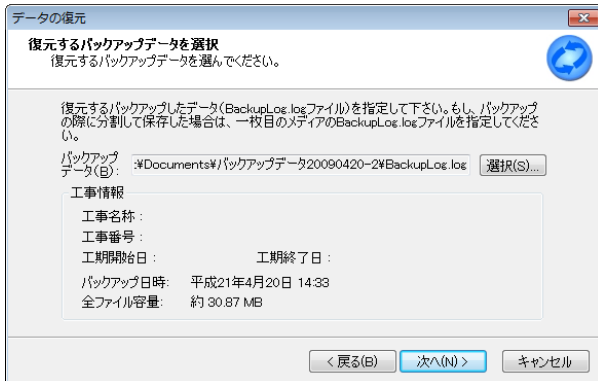 データの復元
復元するバックアップデータを選択
復元するバックアップデータを選んでください。
復元するバックアップしたデータ(BackupLog.logファイル)を指定して下さい。もし、バックアップ
の際に分割して保存した場合は、一枚目のメディアのBackupLog.logファイルを指定してくださ
い。
バックアップ
データ(B): :¥Documents¥バックアップデータ20090420-2¥BackupLog.log 選択(S)...
工事情報
工事名称:
工事番号:
工期開始日: 工期終了日:
バックアップ日時: 平成21年4月20日 14:33
全ファイル容量: 約 30.87 MB
< 戻る(B) 次へ(N) > キャンセル